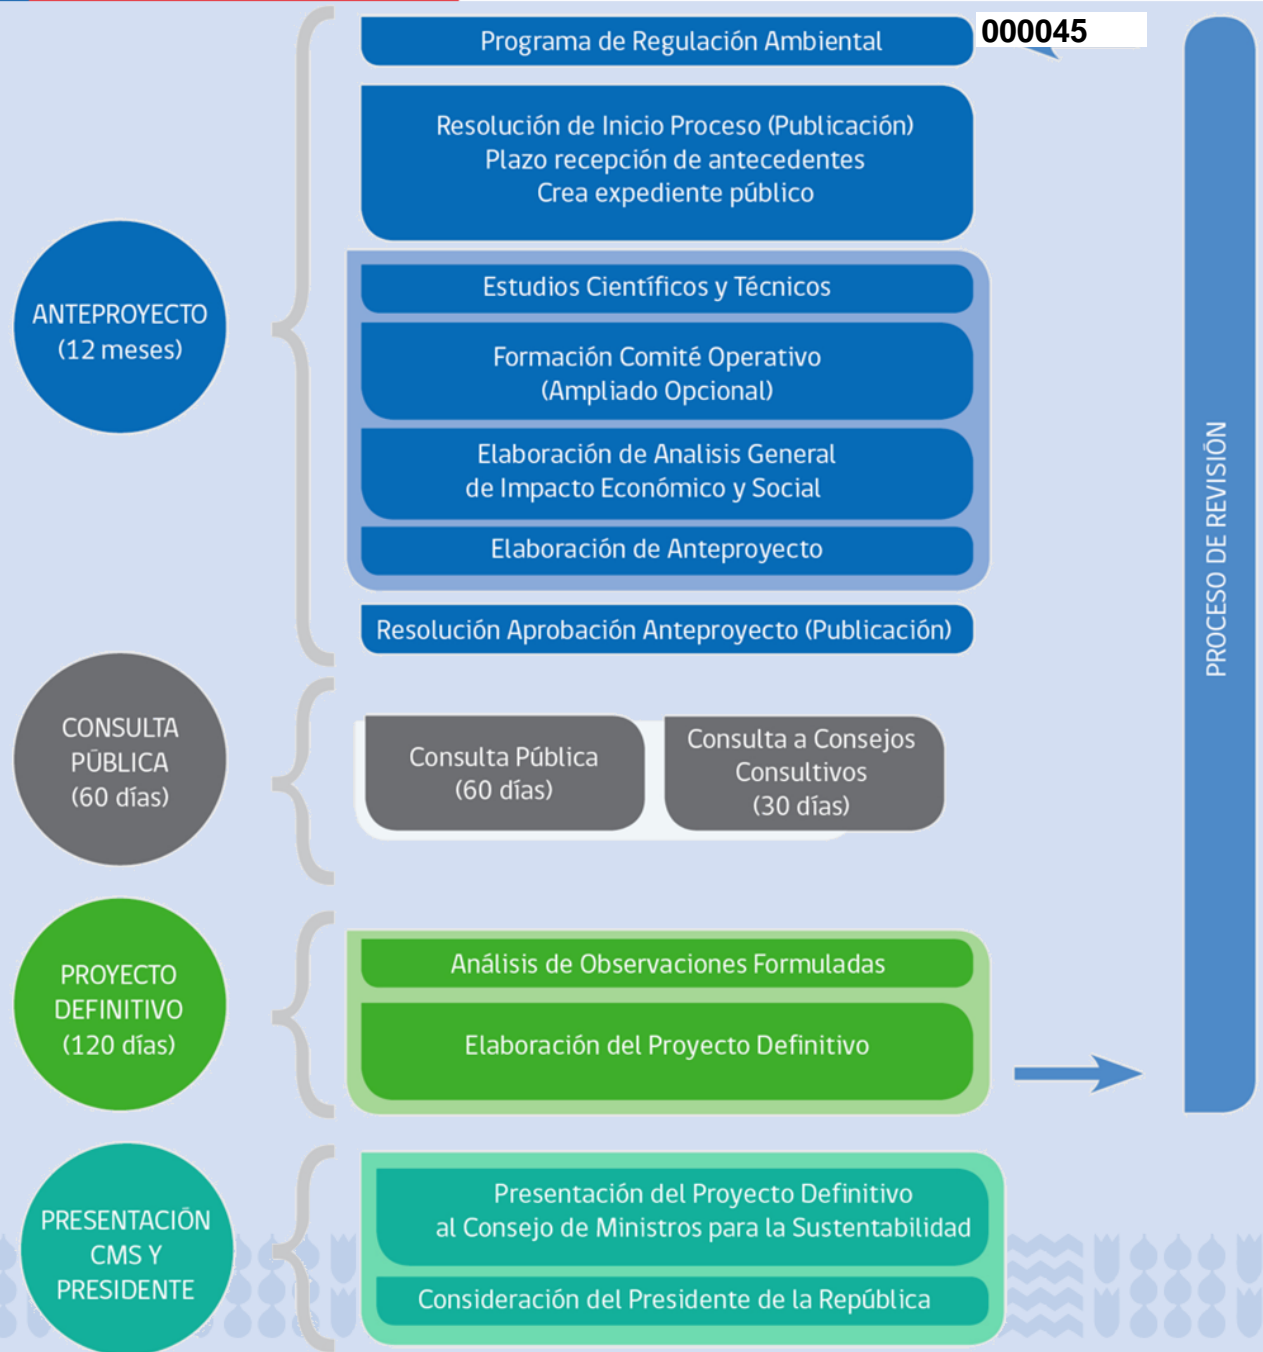 Programa de Regulación Ambiental
000045
Resolución de Inicio Proceso (Publicación)
Plazo recepción de antecedentes
Crea expediente público
ANTEPROYECTO
(12 meses)
Estudios Científicos y Técnicos
Formación Comité Operativo
(Ampliado Opcional)
Elaboración de Analisis General
de Impacto Económico y Social
Elaboración de Anteproyecto
Resolución Aprobación Anteproyecto (Publicación)
CONSULTA
PÚBLICA
(60 días)
Consulta Pública
(60 días)
Consulta a Consejos
Consultivos
(30 días)
PROYECTO
DEFINITIVO
(120 días)
Análisis de Observaciones Formuladas
Elaboración del Proyecto Definitivo
PRESENTACIÓN
CMS Y
PRESIDENTE
Presentación del Proyecto Definitivo
al Consejo de Ministros para la Sustentabilidad
Consideración del Presidente de la República
PROCESO DE REVISIÓN